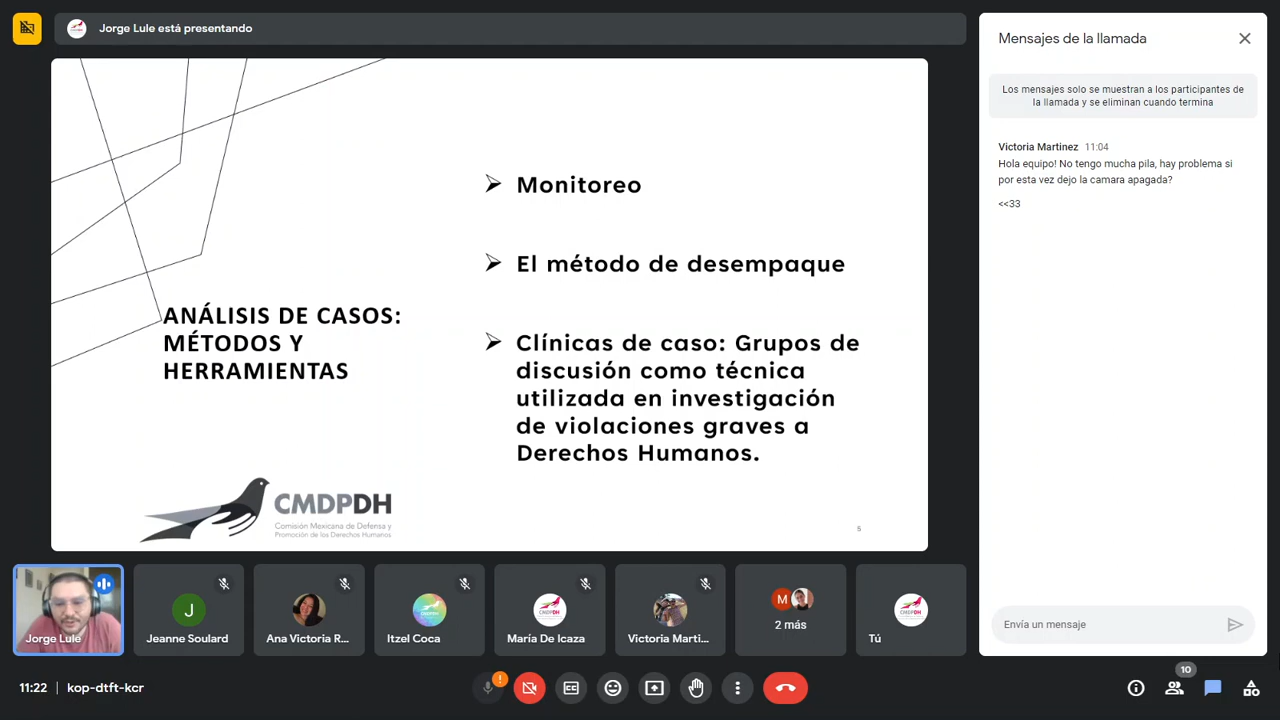 Jorge Lule está presentando
Monitoreo
El método de desempaque
Clínicas de caso: Grupos de
discusión como técnica
utilizada en investigación
de violaciones graves a
Derechos Humanos.
ANÁLISIS DE CASOS:
MÉTODOS Y
HERRAMIENTAS
CMDPDH
Comisión Mexicana de Defensa y
Promoción de los Derechos Humanos
5
Mensajes de la llamada
Los mensajes solo se muestran a los participantes de
la llamada y se eliminan cuando termina
Victoria Martinez 11:04
Hola equipo! No tengo mucha pila, hay problema si
por esta vez dejo la camara apagada?
<<33
Envía un mensaje
Jorge Lule
J
Jeanne Soulard
Ana Victoria R...
Itzel Coca
CMDPDH
María De Icaza
Victoria Marti...
M
2 más
CMDPDH
Tú
11:22 | kop-dtft-kcr
10